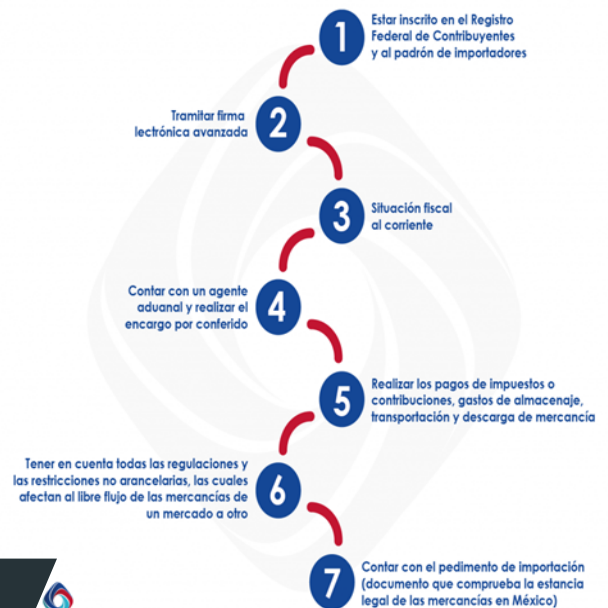 1
Estar inscrito en el Registro
Federal de Contribuyentes
y al padrón de importadores
2
Tramitar firma
lectrónica avanzada
3
Situación fiscal
al corriente
4
Contar con un agente
aduanal y realizar el
encargo por conferido
5
Realizar los pagos de impuestos o
contribuciones, gastos de almacenaje,
transportación y descarga de mercancía
6
Tener en cuenta todas las regulaciones y
las restricciones no arancelarias, las cuales
afectan al libre flujo de las mercancías de
un mercado a otro
7
Contar con el pedimento de importación
(documento que comprueba la estancia
legal de las mercancías en México)